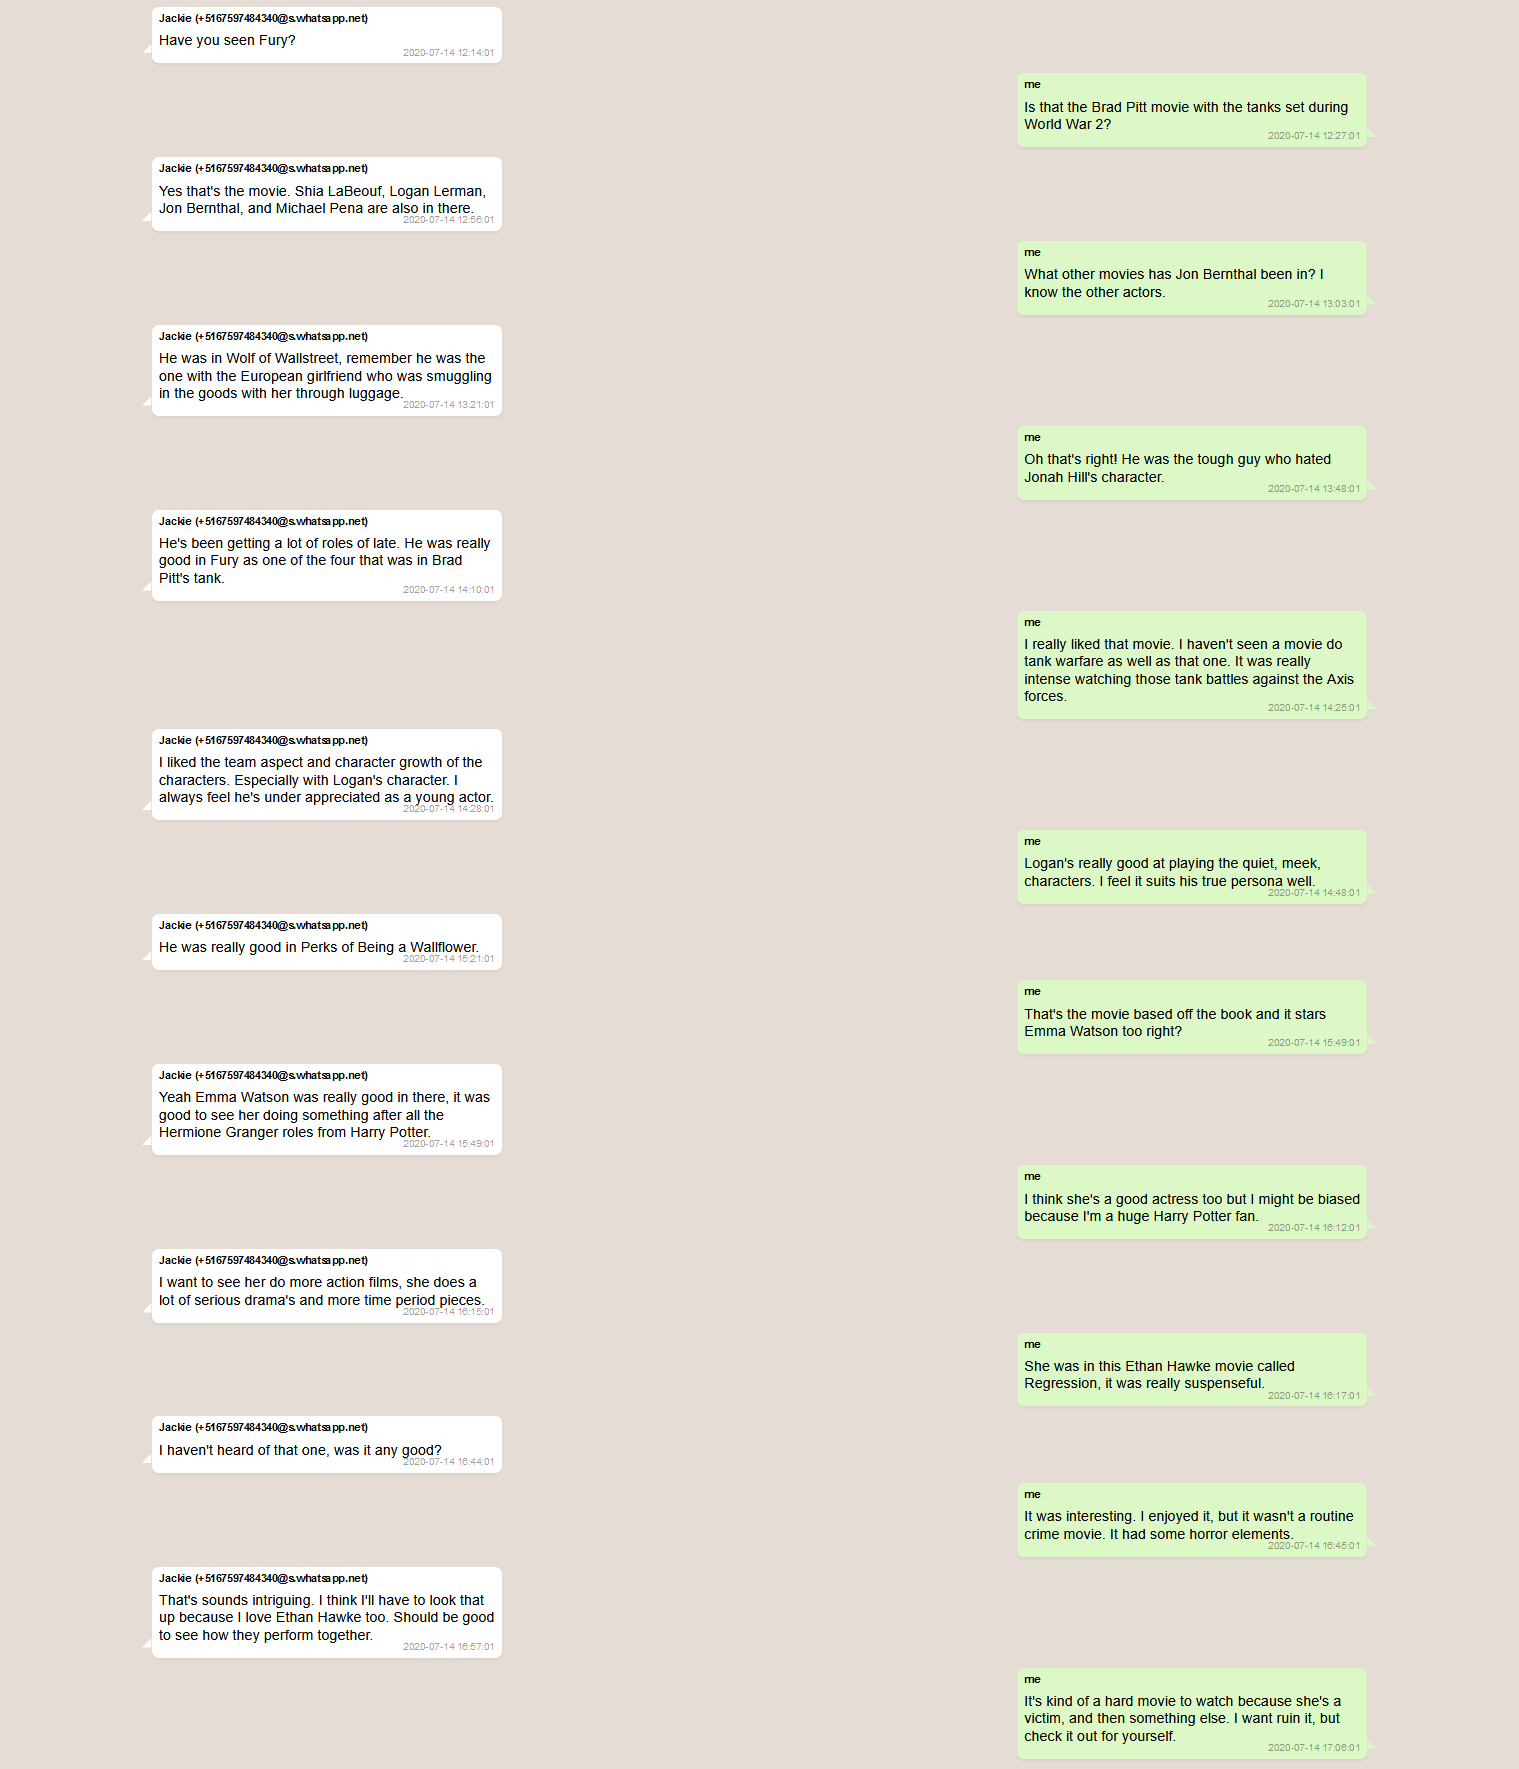 Jackie (+5167597484340@s.whatsapp.net)
Have you seen Fury?
2020-07-14 12:14:01
me
Is that the Brad Pitt movie with the tanks set during
World War 2?
2020-07-14 12:27:01
Jackie (+5167597484340@s.whatsapp.net)
Yes that's the movie. Shia LaBeouf, Logan Lerman,
Jon Bernthal, and Michael Pena are also in there.
2020-07-14 12:56:01
me
What other movies has Jon Bernthal been in? I
know the other actors.
2020-07-14 13:03:01
Jackie (+5167597484340@s.whatsapp.net)
He was in Wolf of Wallstreet, remember he was the
one with the European girlfriend who was smuggling
in the goods with her through luggage.
2020-07-14 13:21:01
me
Oh that's right! He was the tough guy who hated
Jonah Hill's character.
2020-07-14 13:48:01
Jackie (+5167597484340@s.whatsapp.net)
He's been getting a lot of roles of late. He was really
good in Fury as one of the four that was in Brad
Pitt's tank.
2020-07-14 14:10:01
me
I really liked that movie. I haven't seen a movie do
tank warfare as well as that one. It was really
intense watching those tank battles against the Axis
forces.
2020-07-14 14:25:01
Jackie (+5167597484340@s.whatsapp.net)
I liked the team aspect and character growth of the
characters. Especially with Logan's character. I
always feel he's under appreciated as a young actor.
2020-07-14 14:28:01
me
Logan's really good at playing the quiet, meek,
characters. I feel it suits his true persona well.
2020-07-14 14:48:01
Jackie (+5167597484340@s.whatsapp.net)
He was really good in Perks of Being a Wallflower.
2020-07-14 15:21:01
me
That's the movie based off the book and it stars
Emma Watson too right?
2020-07-14 15:49:01
Jackie (+5167597484340@s.whatsapp.net)
Yeah Emma Watson was really good in there, it was
good to see her doing something after all the
Hermione Granger roles from Harry Potter.
2020-07-14 15:49:01
me
I think she's a good actress too but I might be biased
because I'm a huge Harry Potter fan.
2020-07-14 16:12:01
Jackie (+5167597484340@s.whatsapp.net)
I want to see her do more action films, she does a
lot of serious drama's and more time period pieces.
2020-07-14 16:15:01
me
She was in this Ethan Hawke movie called
Regression, it was really suspenseful.
2020-07-14 16:17:01
Jackie (+5167597484340@s.whatsapp.net)
I haven't heard of that one, was it any good?
2020-07-14 16:44:01
me
It was interesting. I enjoyed it, but it wasn't a routine
crime movie. It had some horror elements.
2020-07-14 16:45:01
Jackie (+5167597484340@s.whatsapp.net)
That's sounds intriguing. I think I'll have to look that
up because I love Ethan Hawke too. Should be good
to see how they perform together.
2020-07-14 16:57:01
me
It's kind of a hard movie to watch because she's a
victim, and then something else. I want ruin it, but
check it out for yourself.
2020-07-14 17:06:01